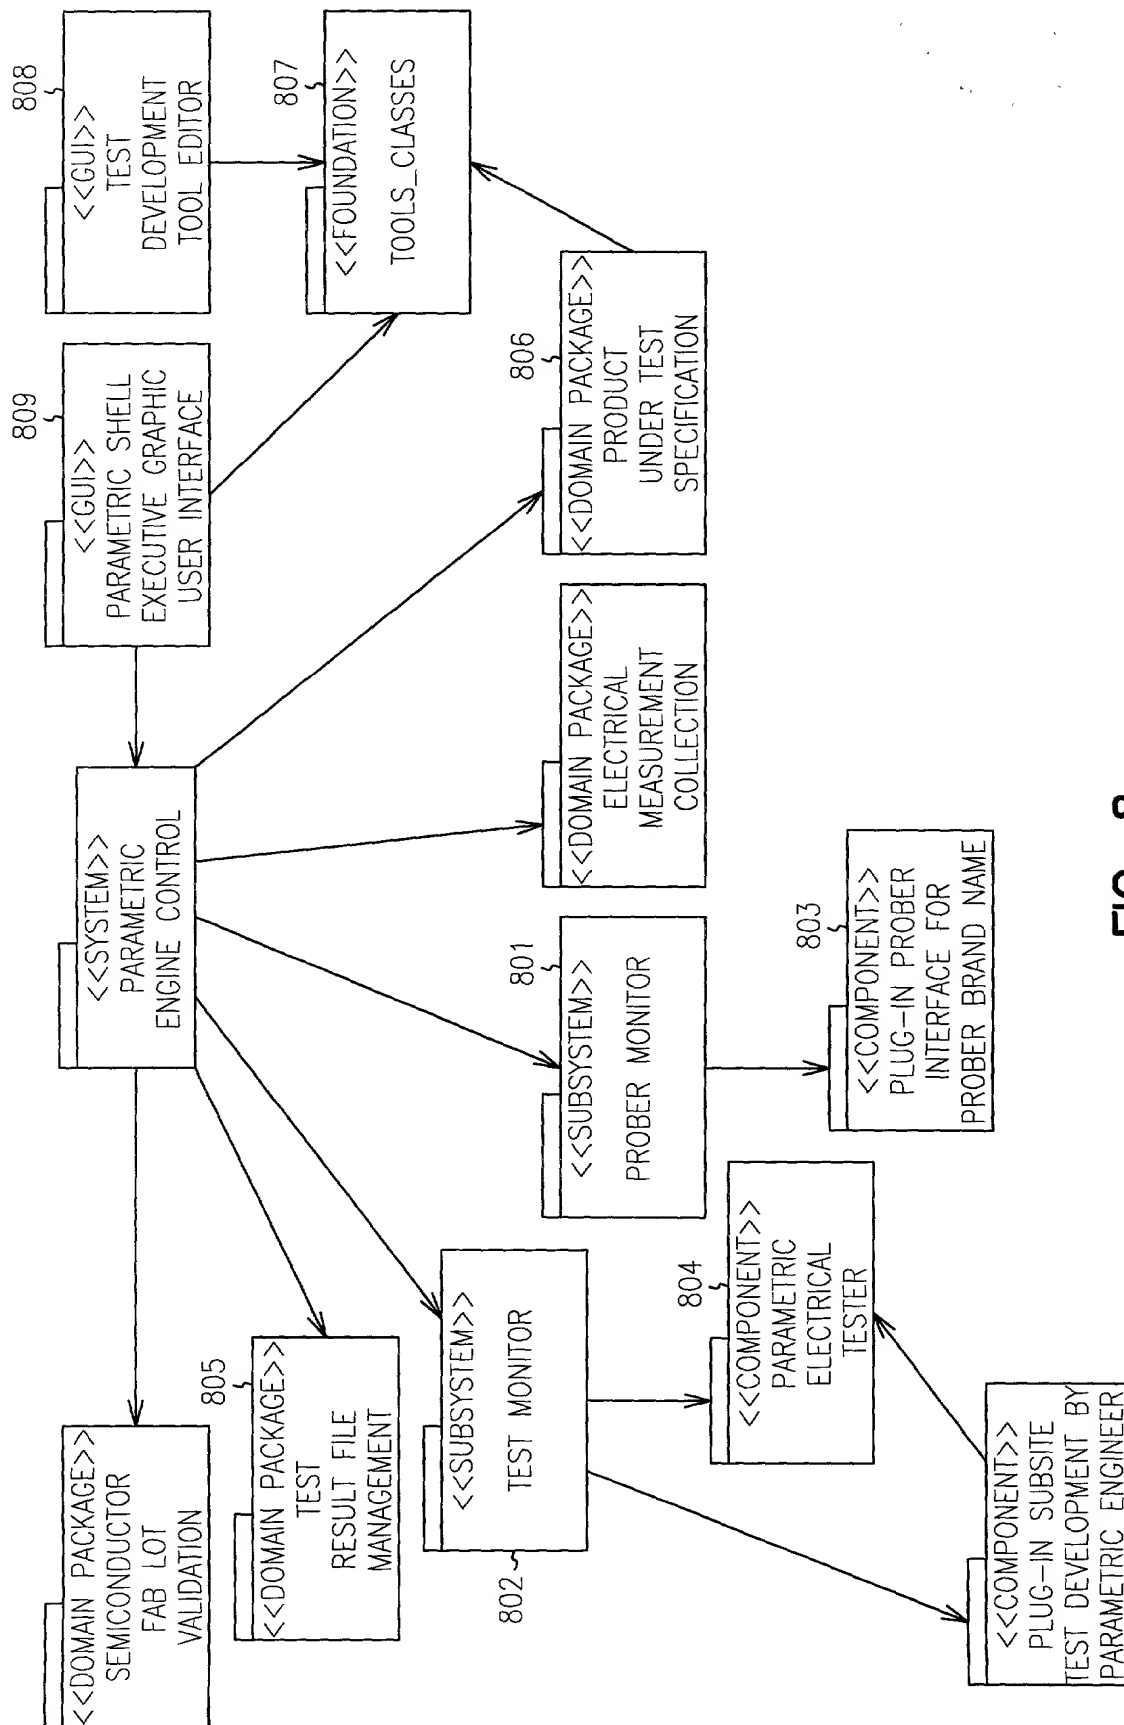 <<DOMAIN PACKAGE>>
SEMICONDUCTOR
FAB LOT
VALIDATION
<<SYSTEM>>
PARAMETRIC
ENGINE CONTROL
809
<<GUI>>
PARAMETRIC SHELL
EXECUTIVE GRAPHIC
USER INTERFACE
808
<<GUI>>
TEST
DEVELOPMENT
TOOL EDITOR
805
<<DOMAIN PACKAGE>>
TEST
RESULT FILE
MANAGEMENT
807
<<FOUNDATION>>
TOOLS_CLASSES
802
<<SUBSYSTEM>>
TEST MONITOR
801
<<SUBSYSTEM>>
PROBER MONITOR
<<DOMAIN PACKAGE>>
ELECTRICAL
MEASUREMENT
COLLECTION
806
<<DOMAIN PACKAGE>>
PRODUCT
UNDER TEST
SPECIFICATION
804
<<COMPONENT>>
PARAMETRIC
ELECTRICAL
TESTER
803
<<COMPONENT>>
PLUG-IN PROBER
INTERFACE FOR
PROBER BRAND NAME
<<COMPONENT>>
PLUG-IN SUBSITE
TEST DEVELOPMENT BY
PARAMETRIC ENGINEER